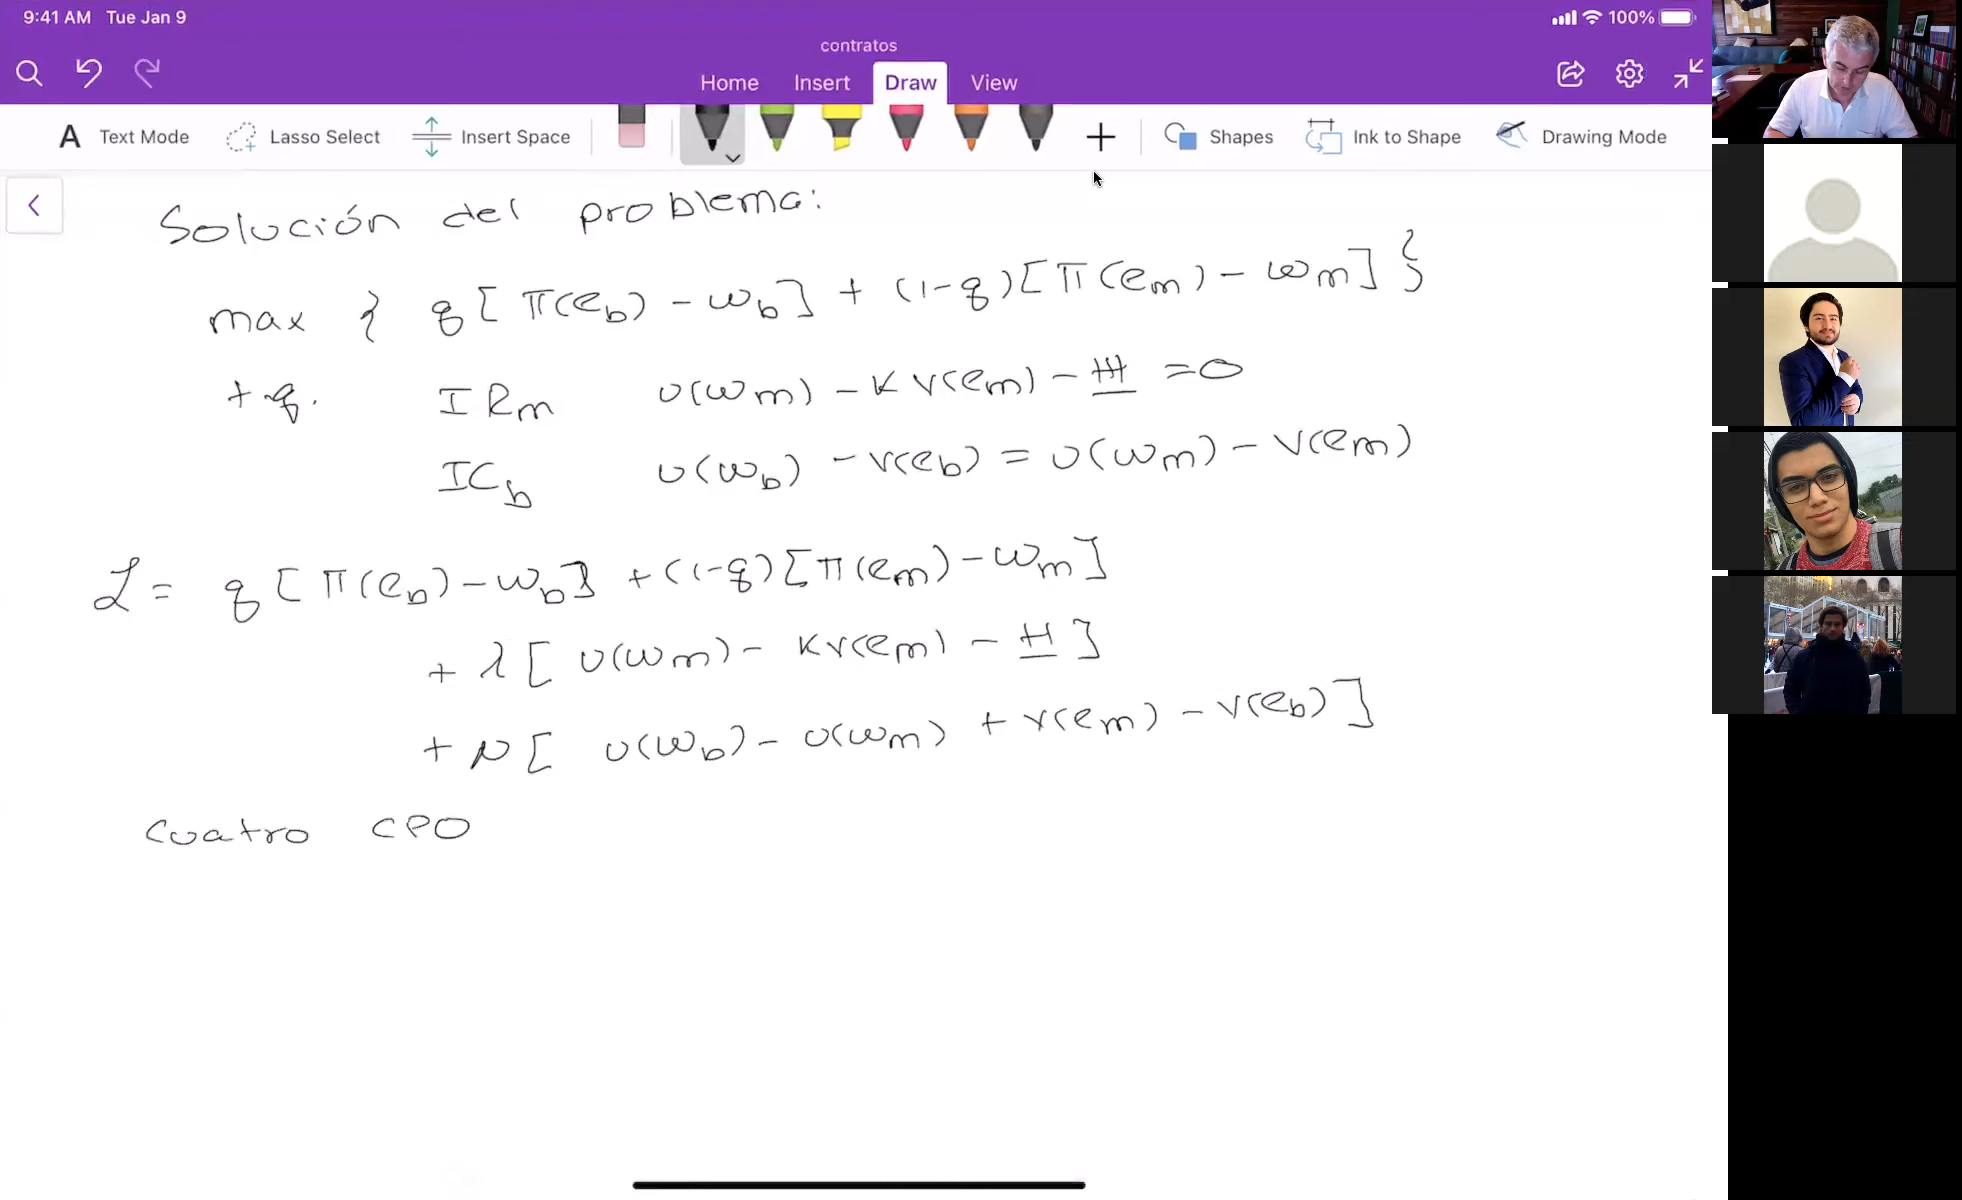 9:41 AM Tue Jan 9
100%
contratos
Home Insert Draw View
A Text Mode Lasso Select Insert Space Shapes Ink to Shape Drawing Mode
Solución del problema:
max { q[π(e_b) - w_b] + (1-q)[π(e_m) - w_m] }
t.q. IR_m u(w_m) - K v(e_m) - H = 0
IC_b u(w_b) - v(e_b) = u(w_m) - v(e_m)
L = q[π(e_b) - w_b] + (1-q)[π(e_m) - w_m]
+ λ[u(w_m) - K v(e_m) - H]
+ μ[u(w_b) - u(w_m) + v(e_m) - v(e_b)]
cuatro CPO